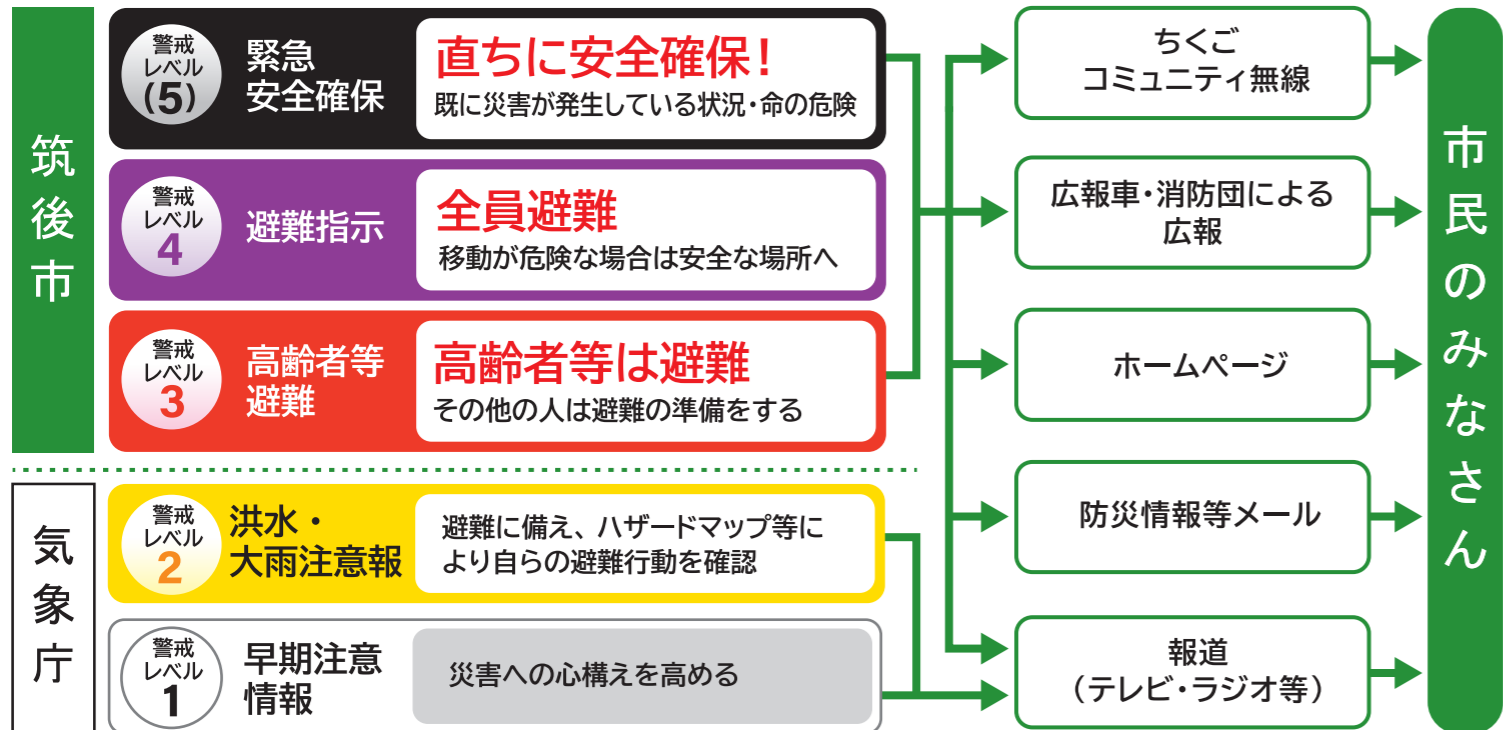 筑後市
警戒
レベル
(5)
緊急
安全確保
直ちに安全確保!
既に災害が発生している状況・命の危険
警戒
レベル
4
避難指示
全員避難
移動が危険な場合は安全な場所へ
警戒
レベル
3
高齢者等
避難
高齢者等は避難
その他の人は避難の準備をする
気象庁
警戒
レベル
2
洪水・
大雨注意報
避難に備え、ハザードマップ等に
より自らの避難行動を確認
警戒
レベル
1
早期注意
情報
災害への心構えを高める
ちくご
コミュニティ無線
広報車・消防団による
広報
ホームページ
防災情報等メール
報道
(テレビ・ラジオ等)
市民のみなさん